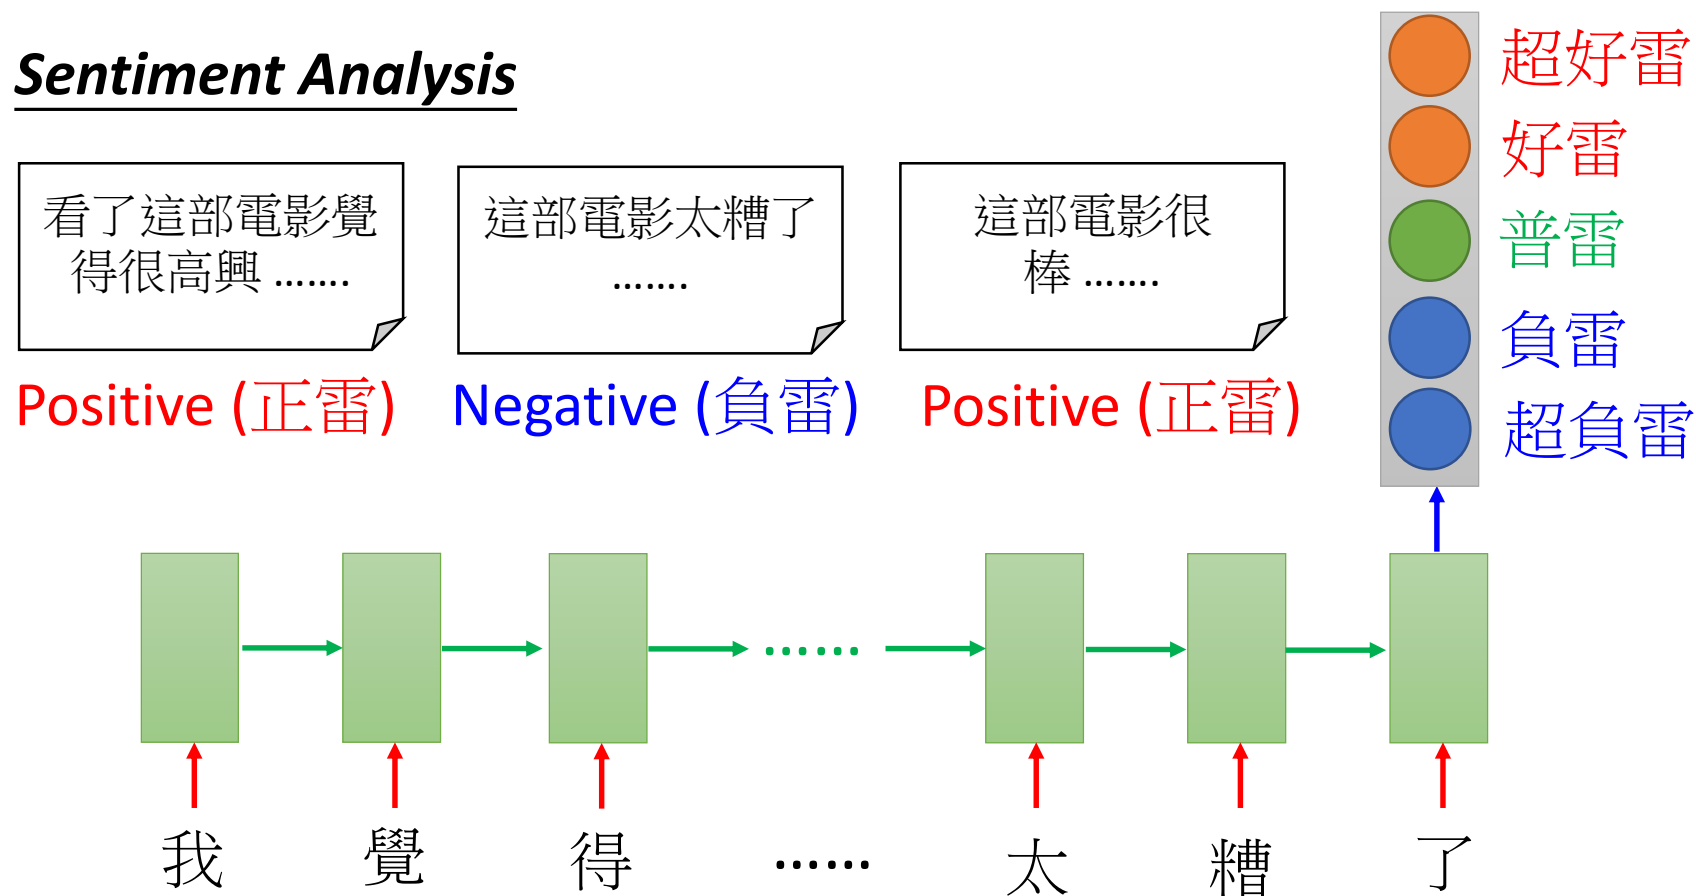 Sentiment Analysis
看了這部電影覺
得很高興 …….
Positive (正雷)
這部電影太糟了
…….
Negative (負雷)
這部電影很
棒 …….
Positive (正雷)
超好雷
好雷
普雷
負雷
超負雷
……
我 覺 得 …… 太 糟 了